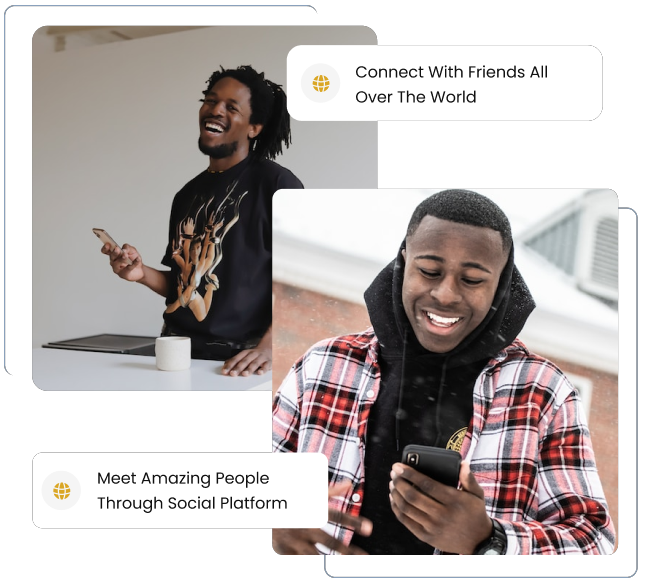 Connect With Friends All
Over The World
Meet Amazing People
Through Social Platform